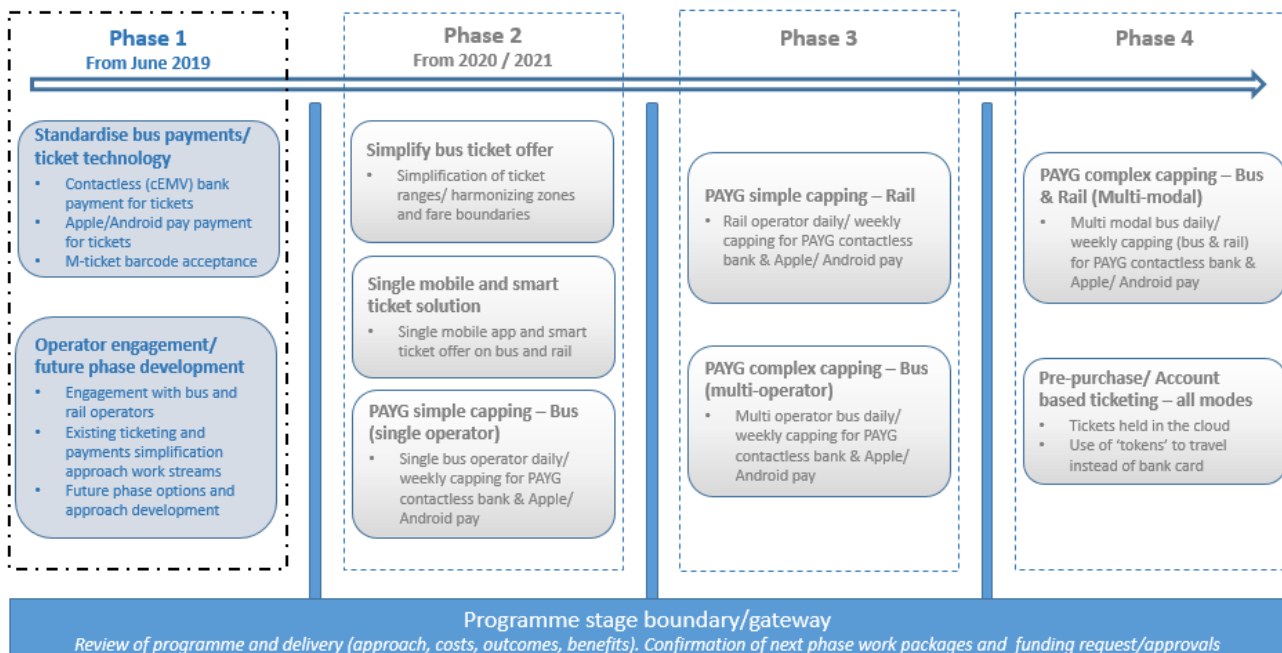 Phase 1
From June 2019
Standardise bus payments/
ticket technology
• Contactless (cEMV) bank
payment for tickets
• Apple/Android pay payment
for tickets
• M-ticket barcode acceptance
Operator engagement/
future phase development
• Engagement with bus and
rail operators
• Existing ticketing and
payments simplification
approach work streams
• Future phase options and
approach development
Phase 2
From 2020 / 2021
Simplify bus ticket offer
• Simplification of ticket
ranges/ harmonizing zones
and fare boundaries
Single mobile and smart
ticket solution
• Single mobile app and smart
ticket offer on bus and rail
PAYG simple capping – Bus
(single operator)
• Single bus operator daily/
weekly capping for PAYG
contactless bank & Apple/
Android pay
Phase 3
PAYG simple capping – Rail
• Rail operator daily/ weekly
capping for PAYG contactless
bank & Apple/ Android pay
PAYG complex capping – Bus
(multi-operator)
• Multi operator bus daily/
weekly capping for PAYG
contactless bank & Apple/
Android pay
Phase 4
PAYG complex capping – Bus
& Rail (Multi-modal)
• Multi modal bus daily/
weekly capping (bus & rail)
for PAYG contactless bank &
Apple/ Android pay
Pre-purchase/ Account
based ticketing – all modes
• Tickets held in the cloud
• Use of ‘tokens’ to travel
instead of bank card
Programme stage boundary/gateway
Review of programme and delivery (approach, costs, outcomes, benefits). Confirmation of next phase work packages and funding request/approvals